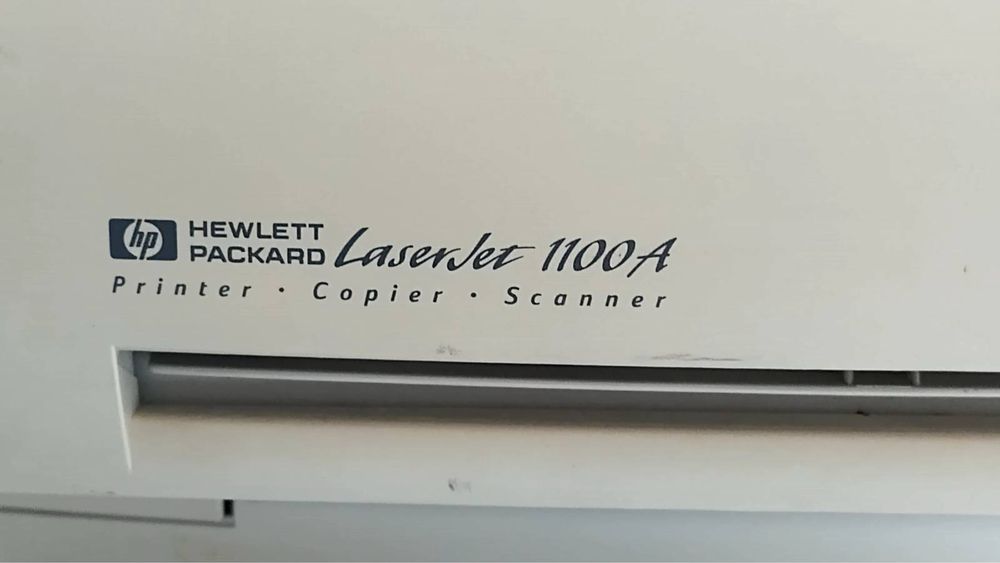 hp HEWLETT PACKARD LaserJet 1100A
Printer · Copier · Scanner